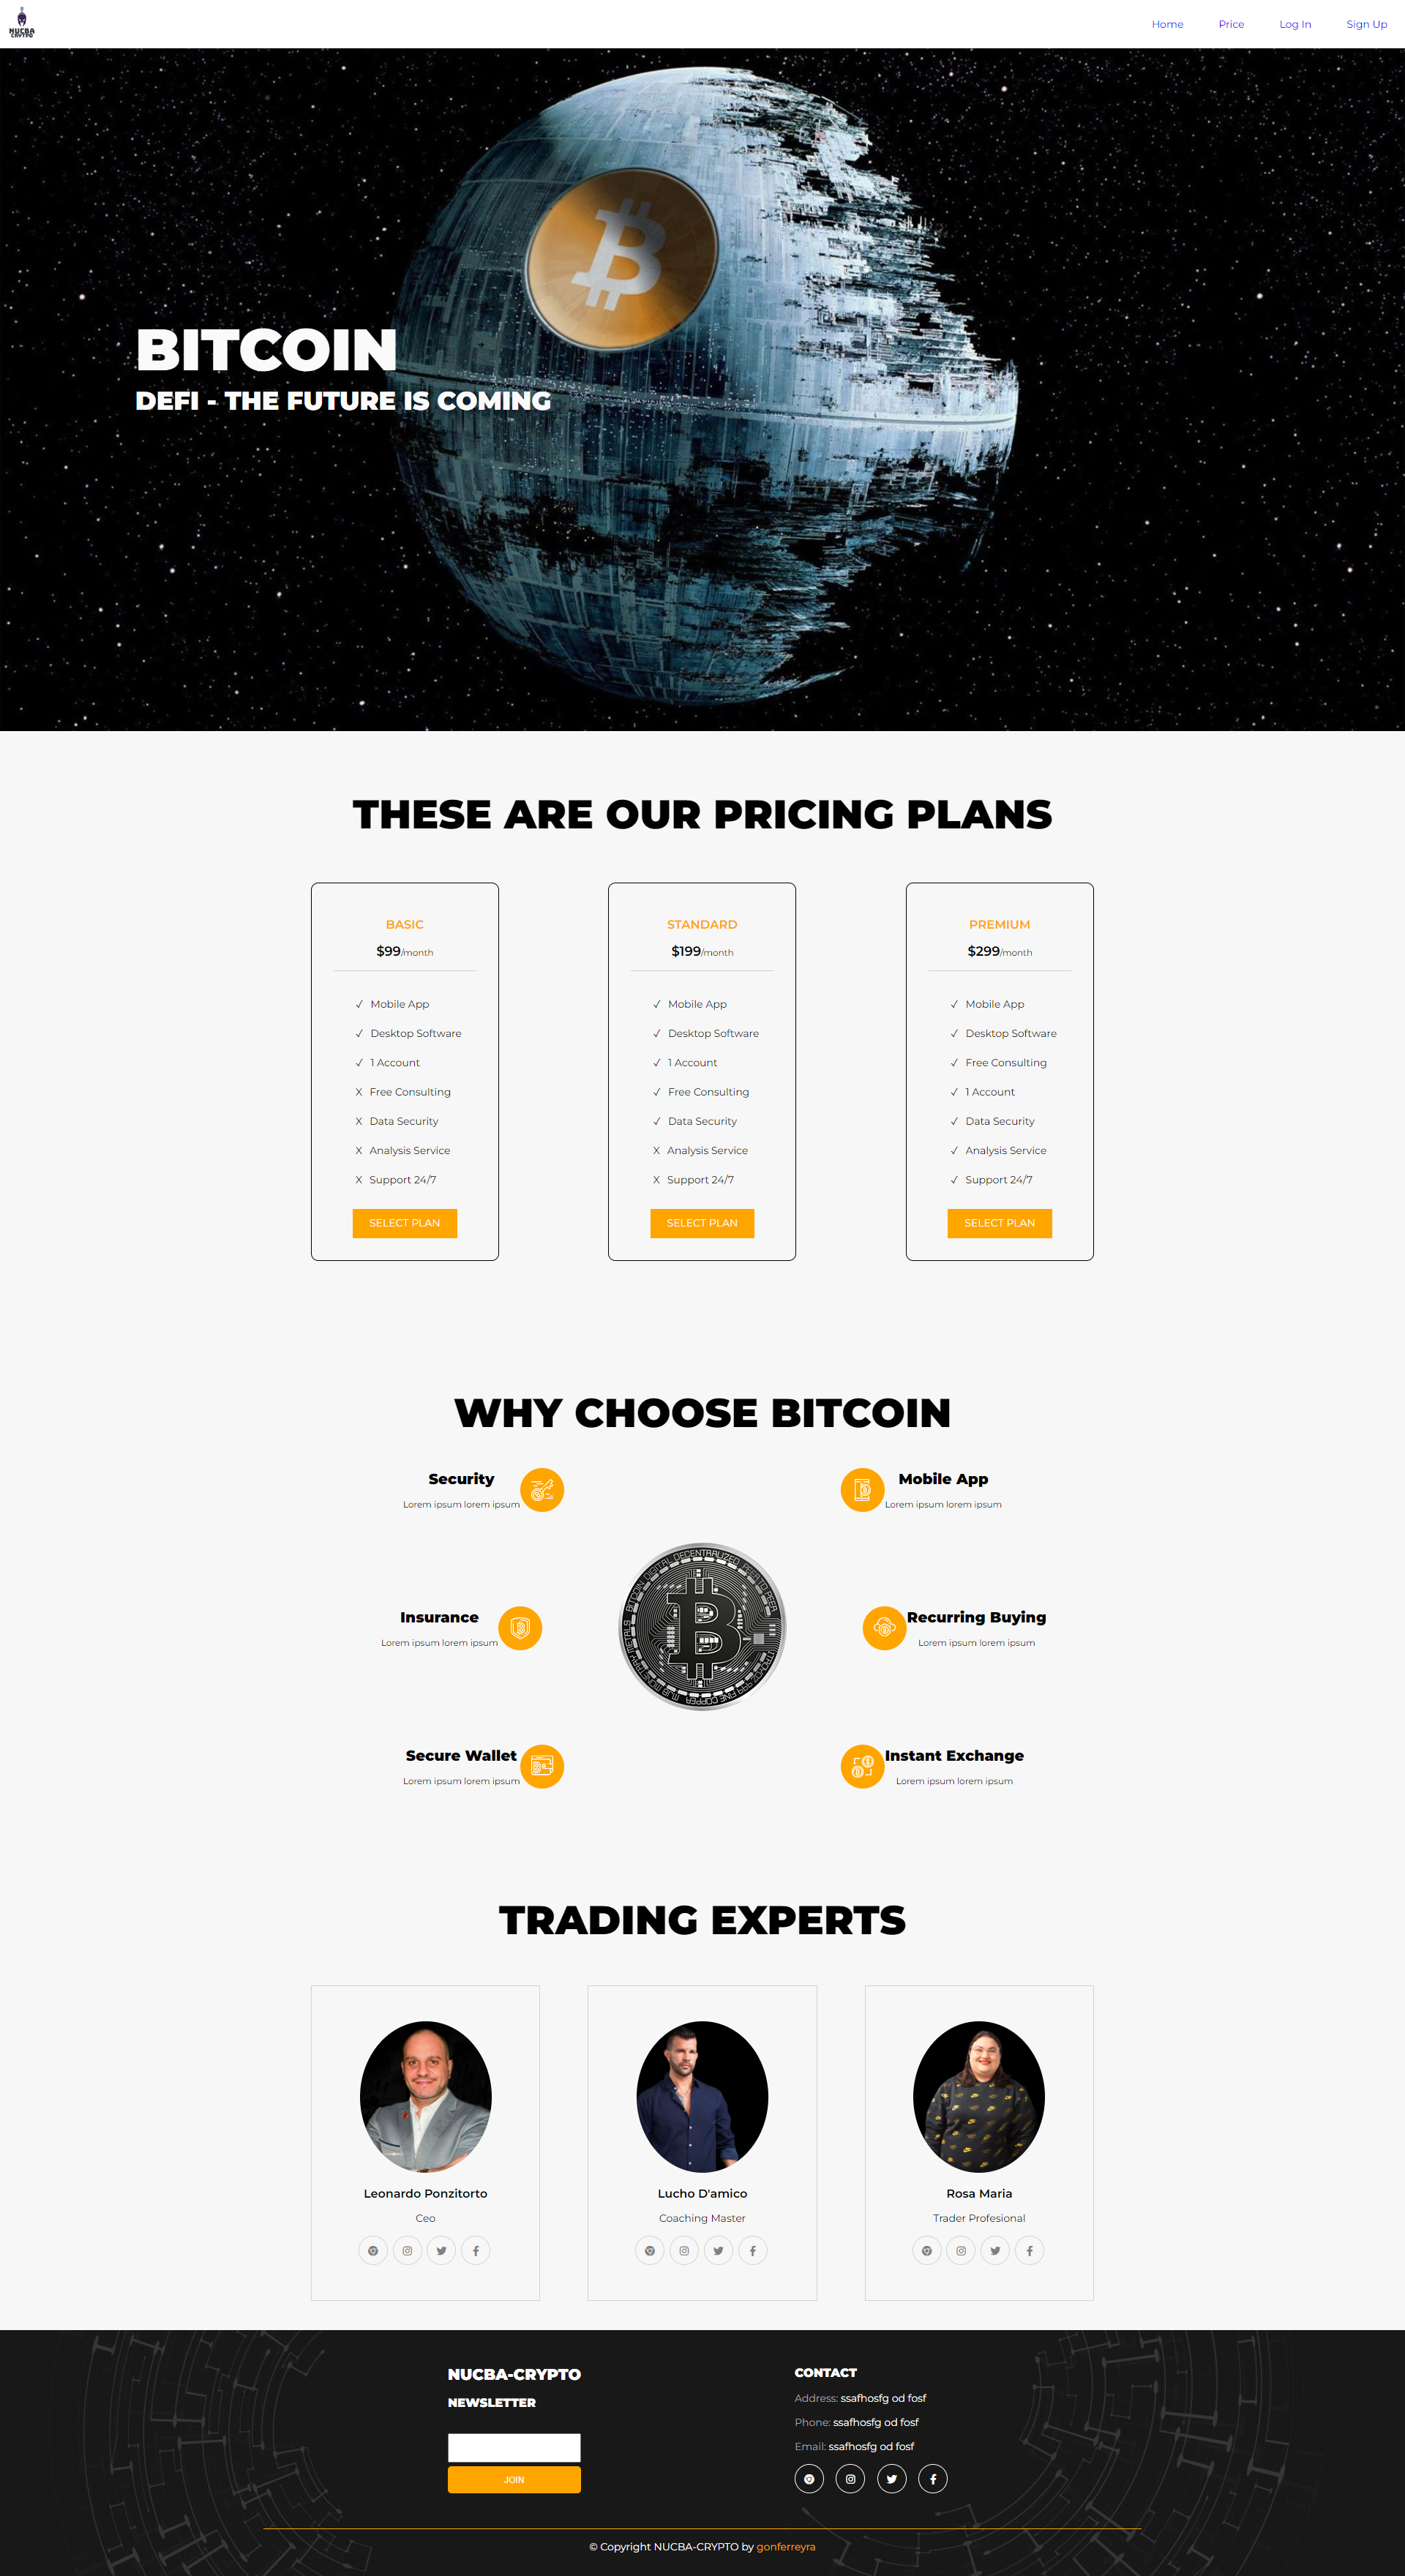 NUCBA
CRYPTO
Home Price Log In Sign Up
BITCOIN
DEFI - THE FUTURE IS COMING
THESE ARE OUR PRICING PLANS
BASIC
$99/month
✓ Mobile App
✓ Desktop Software
✓ 1 Account
X Free Consulting
X Data Security
X Analysis Service
X Support 24/7
SELECT PLAN
STANDARD
$199/month
✓ Mobile App
✓ Desktop Software
✓ 1 Account
✓ Free Consulting
✓ Data Security
X Analysis Service
X Support 24/7
SELECT PLAN
PREMIUM
$299/month
✓ Mobile App
✓ Desktop Software
✓ Free Consulting
✓ 1 Account
✓ Data Security
✓ Analysis Service
✓ Support 24/7
SELECT PLAN
WHY CHOOSE BITCOIN
Security
Lorem ipsum lorem ipsum
Insurance
Lorem ipsum lorem ipsum
Secure Wallet
Lorem ipsum lorem ipsum
BITCOIN DIGITAL DECENTRALIZED PEER TO PEER
Mobile App
Lorem ipsum lorem ipsum
Recurring Buying
Lorem ipsum lorem ipsum
Instant Exchange
Lorem ipsum lorem ipsum
TRADING EXPERTS
Leonardo Ponzitorto
Ceo
Lucho D'amico
Coaching Master
Rosa Maria
Trader Profesional
NUCBA-CRYPTO
NEWSLETTER
JOIN
CONTACT
Address: ssafhosfg od fosf
Phone: ssafhosfg od fosf
Email: ssafhosfg od fosf
© Copyright NUCBA-CRYPTO by gonferreyra